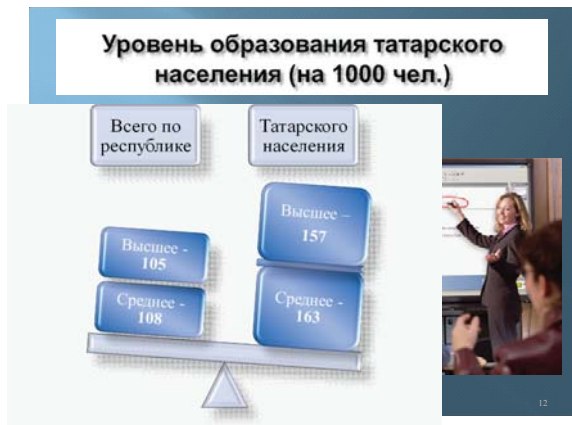 Уровень образования татарского
населения (на 1000 чел.)
Всего по
республике
Татарского
населения
Высшее -
105
Среднее -
108
Высшее –
157
Среднее -
163
12